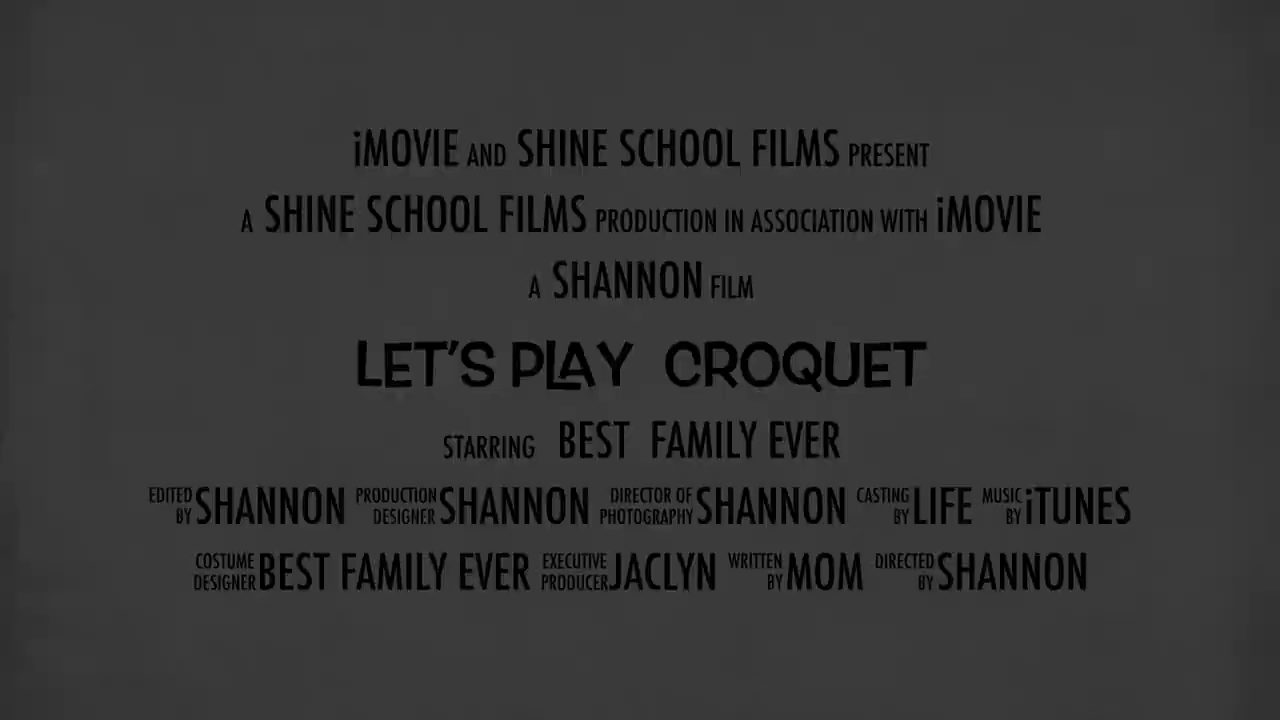 iMOVIE AND SHINE SCHOOL FILMS PRESENT
A SHINE SCHOOL FILMS PRODUCTION IN ASSOCIATION WITH iMOVIE
A SHANNON FILM
LET'S PLAY CROQUET
STARRING BEST FAMILY EVER
EDITED BY SHANNON PRODUCTION DESIGNER SHANNON DIRECTOR OF PHOTOGRAPHY SHANNON CASTING BY LIFE MUSIC BY iTUNES
COSTUME DESIGNER BEST FAMILY EVER EXECUTIVE PRODUCER JACLYN WRITTEN BY MOM DIRECTED BY SHANNON